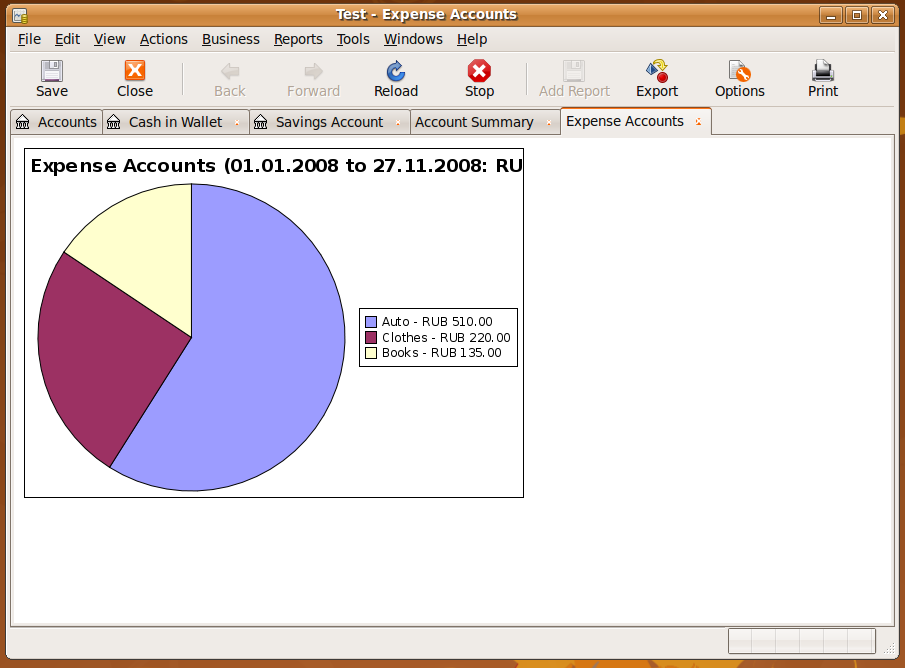 Test - Expense Accounts
File Edit View Actions Business Reports Tools Windows Help
Save Close Back Forward Reload Stop Add Report Export Options Print
Accounts Cash in Wallet Savings Account Account Summary Expense Accounts
Expense Accounts (01.01.2008 to 27.11.2008: RU
Auto - RUB 510.00
Clothes - RUB 220.00
Books - RUB 135.00